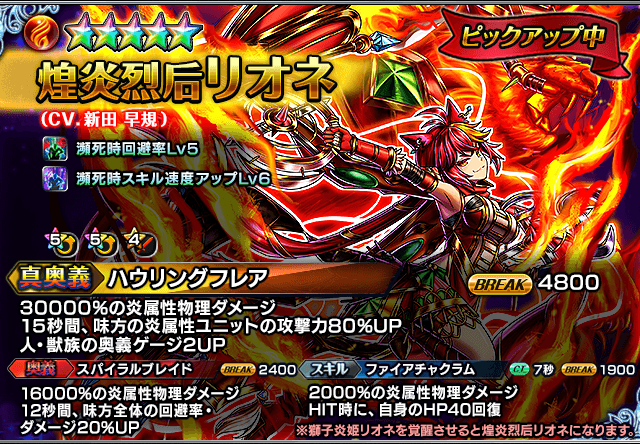 ピックアップ中
煌炎烈后リオネ
(CV.新田 早規)
瀕死時回避率Lv5
瀕死時スキル速度アップLv6
5 5 4
真奥義 ハウリングフレア BREAK 4800
30000%の炎属性物理ダメージ
15秒間、味方の炎属性ユニットの攻撃力80%UP
人・獣族の奥義ゲージ2UP
奥義 スパイラルブレイド BREAK 2400
16000%の炎属性物理ダメージ
12秒間、味方全体の回避率・
ダメージ20%UP
スキル ファイアチャクラム CT 7秒 BREAK 1900
2000%の炎属性物理ダメージ
HIT時に、自身のHP40回復
※獅子炎姫リオネを覚醒させると煌炎烈后リオネになります。